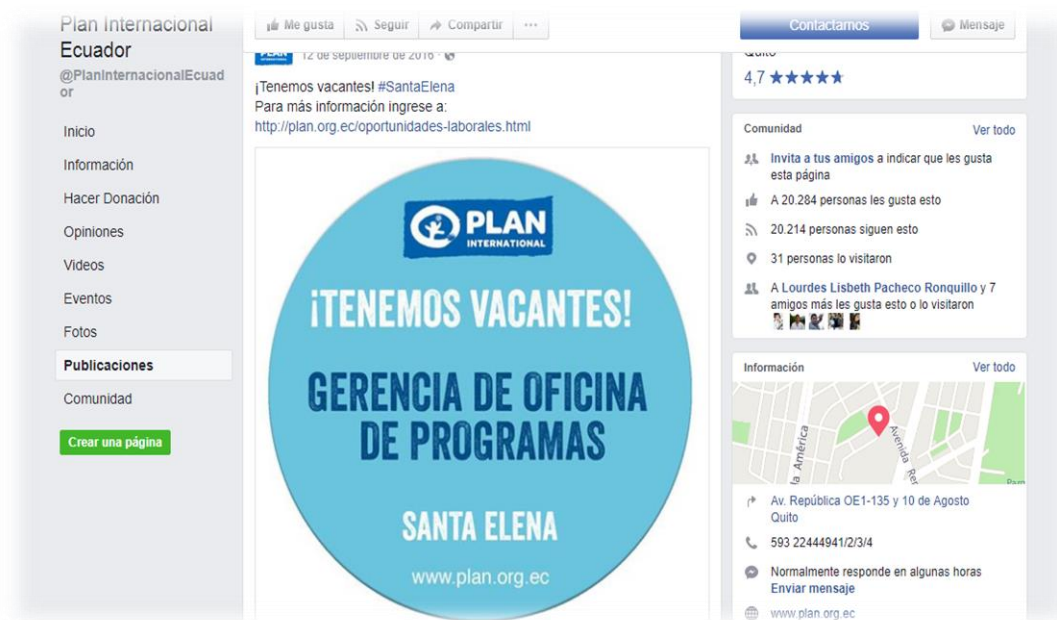 Plan Internacional
Ecuador
@PlanInternacionalEcuad
or
Inicio
Información
Hacer Donación
Opiniones
Videos
Eventos
Fotos
Publicaciones
Comunidad
Crear una página
Me gusta Seguir Compartir ...
Contactarnos Mensaje
PLAN
12 de septiembre de 2016
¡Tenemos vacantes! #SantaElena
Para más información ingrese a:
http://plan.org.ec/oportunidades-laborales.html
PLAN
INTERNATIONAL
¡TENEMOS VACANTES!
GERENCIA DE OFICINA
DE PROGRAMAS
SANTA ELENA
www.plan.org.ec
Quito
4,7
Comunidad Ver todo
Invita a tus amigos a indicar que les gusta
esta página
A 20.284 personas les gusta esto
20.214 personas siguen esto
31 personas lo visitaron
A Lourdes Lisbeth Pacheco Ronquillo y 7
amigos más les gusta esto o lo visitaron
Información Ver todo
la América
Avenida Re
Av. República OE1-135 y 10 de Agosto
Quito
593 22444941/2/3/4
Normalmente responde en algunas horas
Enviar mensaje
www.plan.org.ec